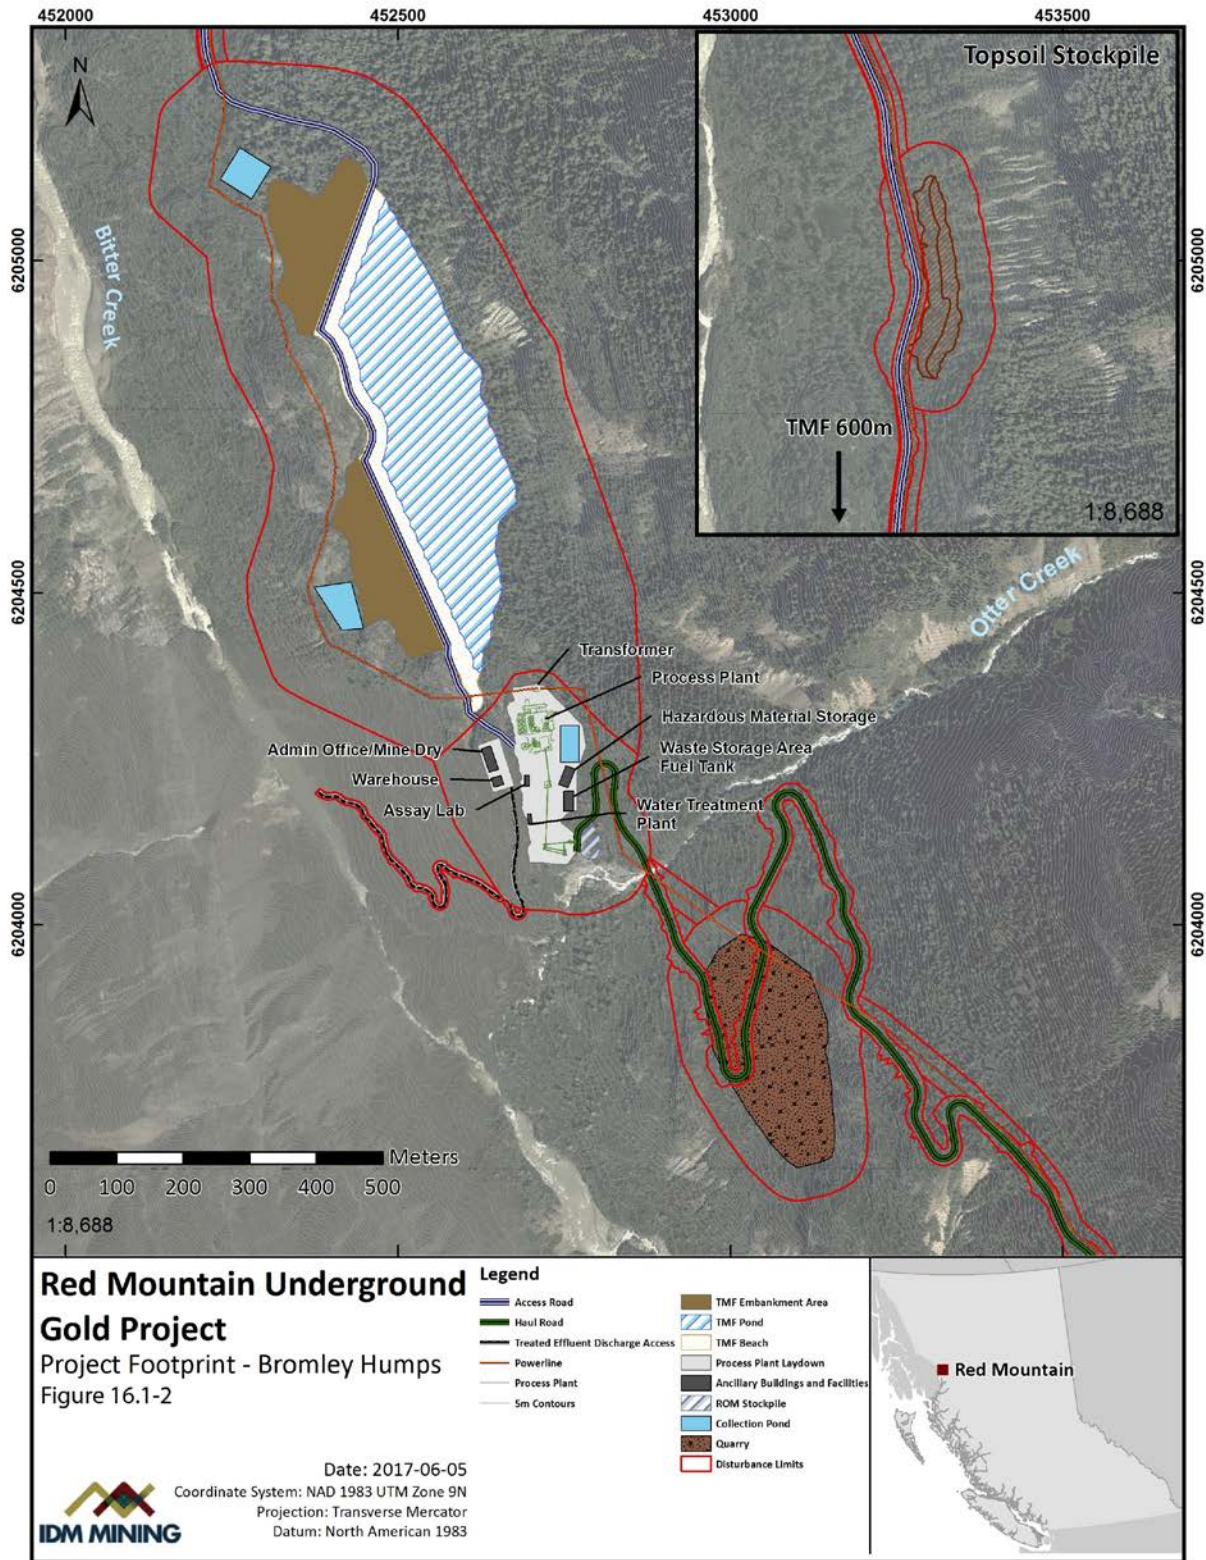 452000 452500 453000 453500
N
Topsoil Stockpile
Bitter Creek
6205000
6205000
TMF 600m
1:8,688
6204500
6204500
Otter Creek
Transformer
Process Plant
Hazardous Material Storage
Admin Office/Mine Dry
Waste Storage Area
Fuel Tank
Warehouse
Assay Lab
Water Treatment
Plant
6204000
6204000
Meters
0 100 200 300 400 500
1:8,688
Red Mountain Underground
Gold Project
Project Footprint - Bromley Humps
Figure 16.1-2
Date: 2017-06-05
Coordinate System: NAD 1983 UTM Zone 9N
Projection: Transverse Mercator
Datum: North American 1983
IDM MINING
Legend
Access Road
Haul Road
Treated Effluent Discharge Access
Powerline
Process Plant
5m Contours
TMF Embankment Area
TMF Pond
TMF Beach
Process Plant Laydown
Ancillary Buildings and Facilities
ROM Stockpile
Collection Pond
Quarry
Disturbance Limits
Red Mountain